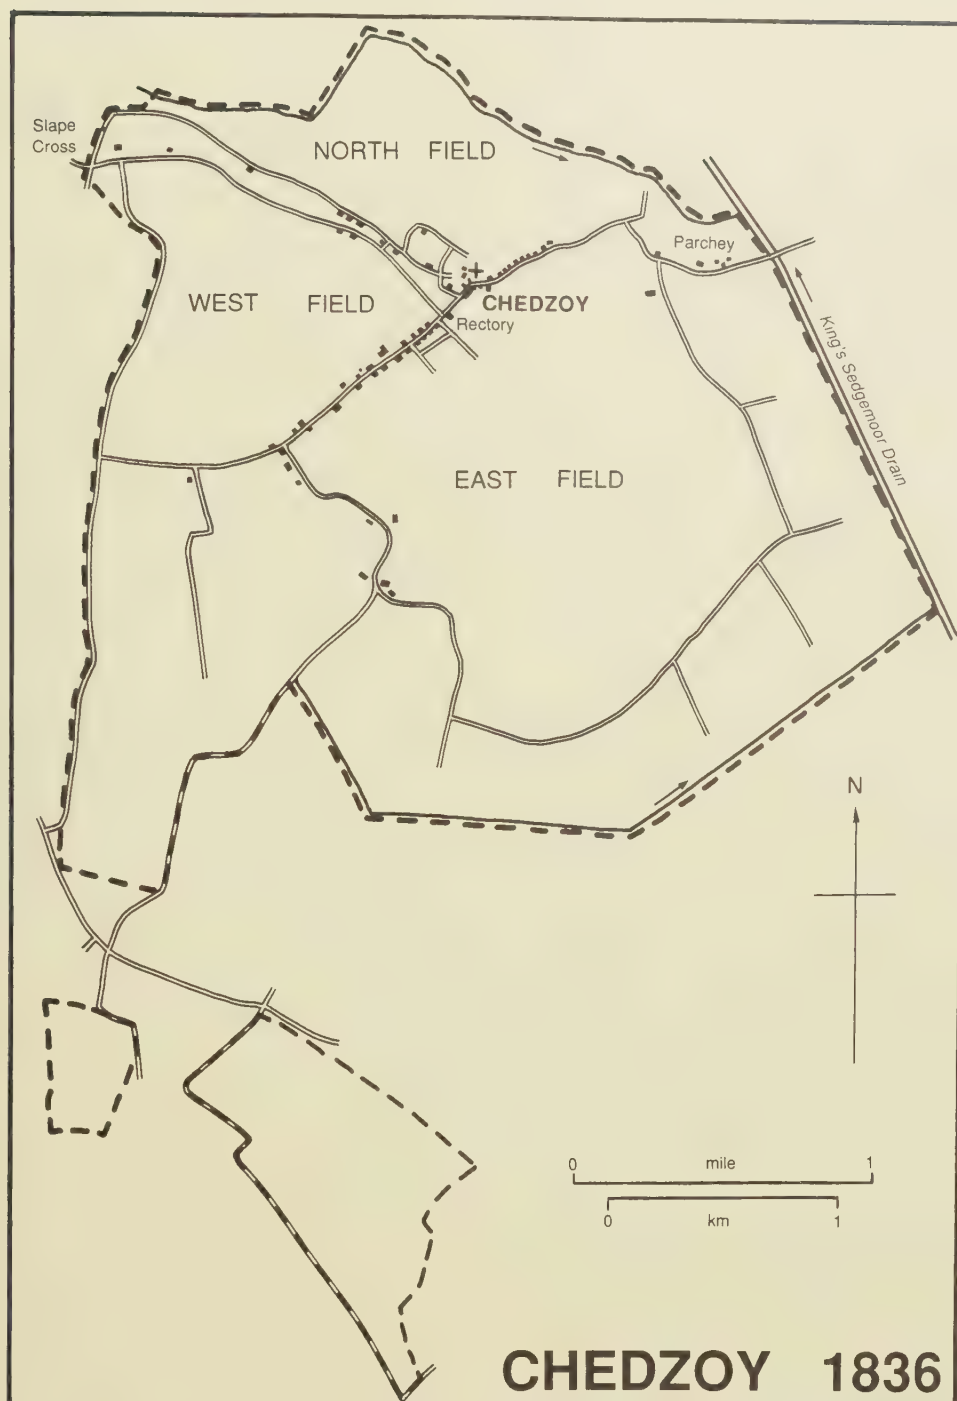 Slape
Cross
NORTH FIELD
Parchey
WEST FIELD
CHEDZOY
Rectory
King's Sedgemoor Drain
EAST FIELD
N
0 mile 1
0 km 1
CHEDZOY 1836